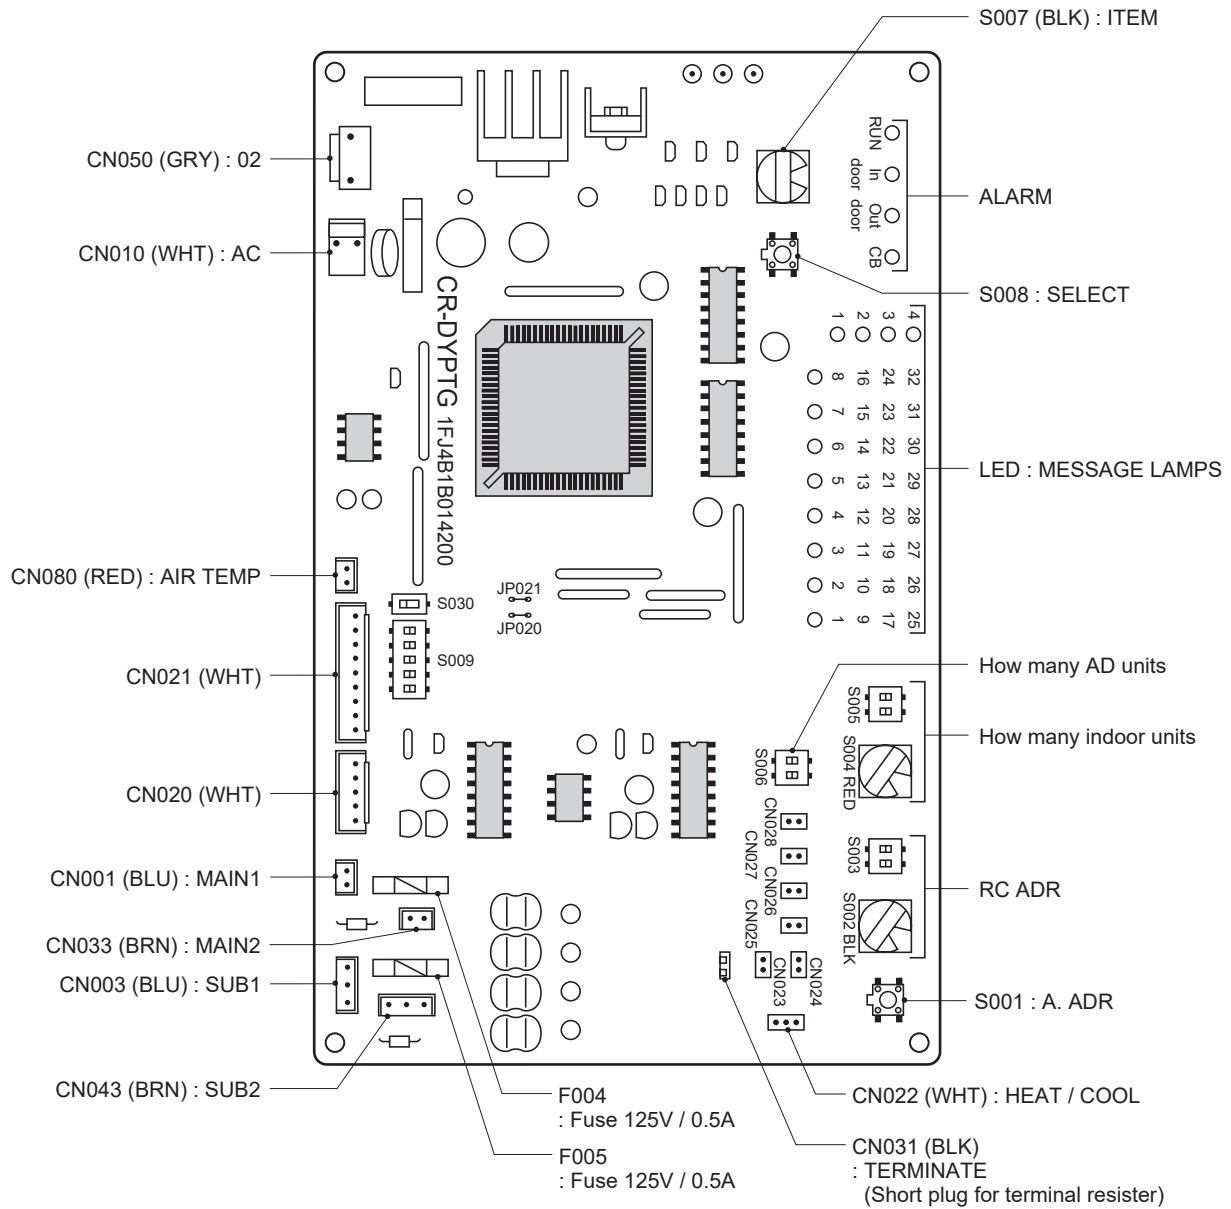 S007 (BLK) : ITEM
CN050 (GRY) : 02
RUN
In door
Out door
CB
ALARM
CN010 (WHT) : AC
S008 : SELECT
CR-DYPTG 1FJ4B1B014200
1 2 3 4
8 16 24 32
7 15 23 31
6 14 22 30
5 13 21 29
4 12 20 28
3 11 19 27
2 10 18 26
1 9 17 25
LED : MESSAGE LAMPS
CN080 (RED) : AIR TEMP
S030
S009
JP021
JP020
CN021 (WHT)
How many AD units
S006
S005
S004 RED
How many indoor units
CN020 (WHT)
CN028
CN027
CN026
CN025
CN023
CN024
S003
S002 BLK
RC ADR
CN001 (BLU) : MAIN1
CN033 (BRN) : MAIN2
CN003 (BLU) : SUB1
S001 : A. ADR
CN043 (BRN) : SUB2
F004
: Fuse 125V / 0.5A
F005
: Fuse 125V / 0.5A
CN022 (WHT) : HEAT / COOL
CN031 (BLK)
: TERMINATE
(Short plug for terminal resister)